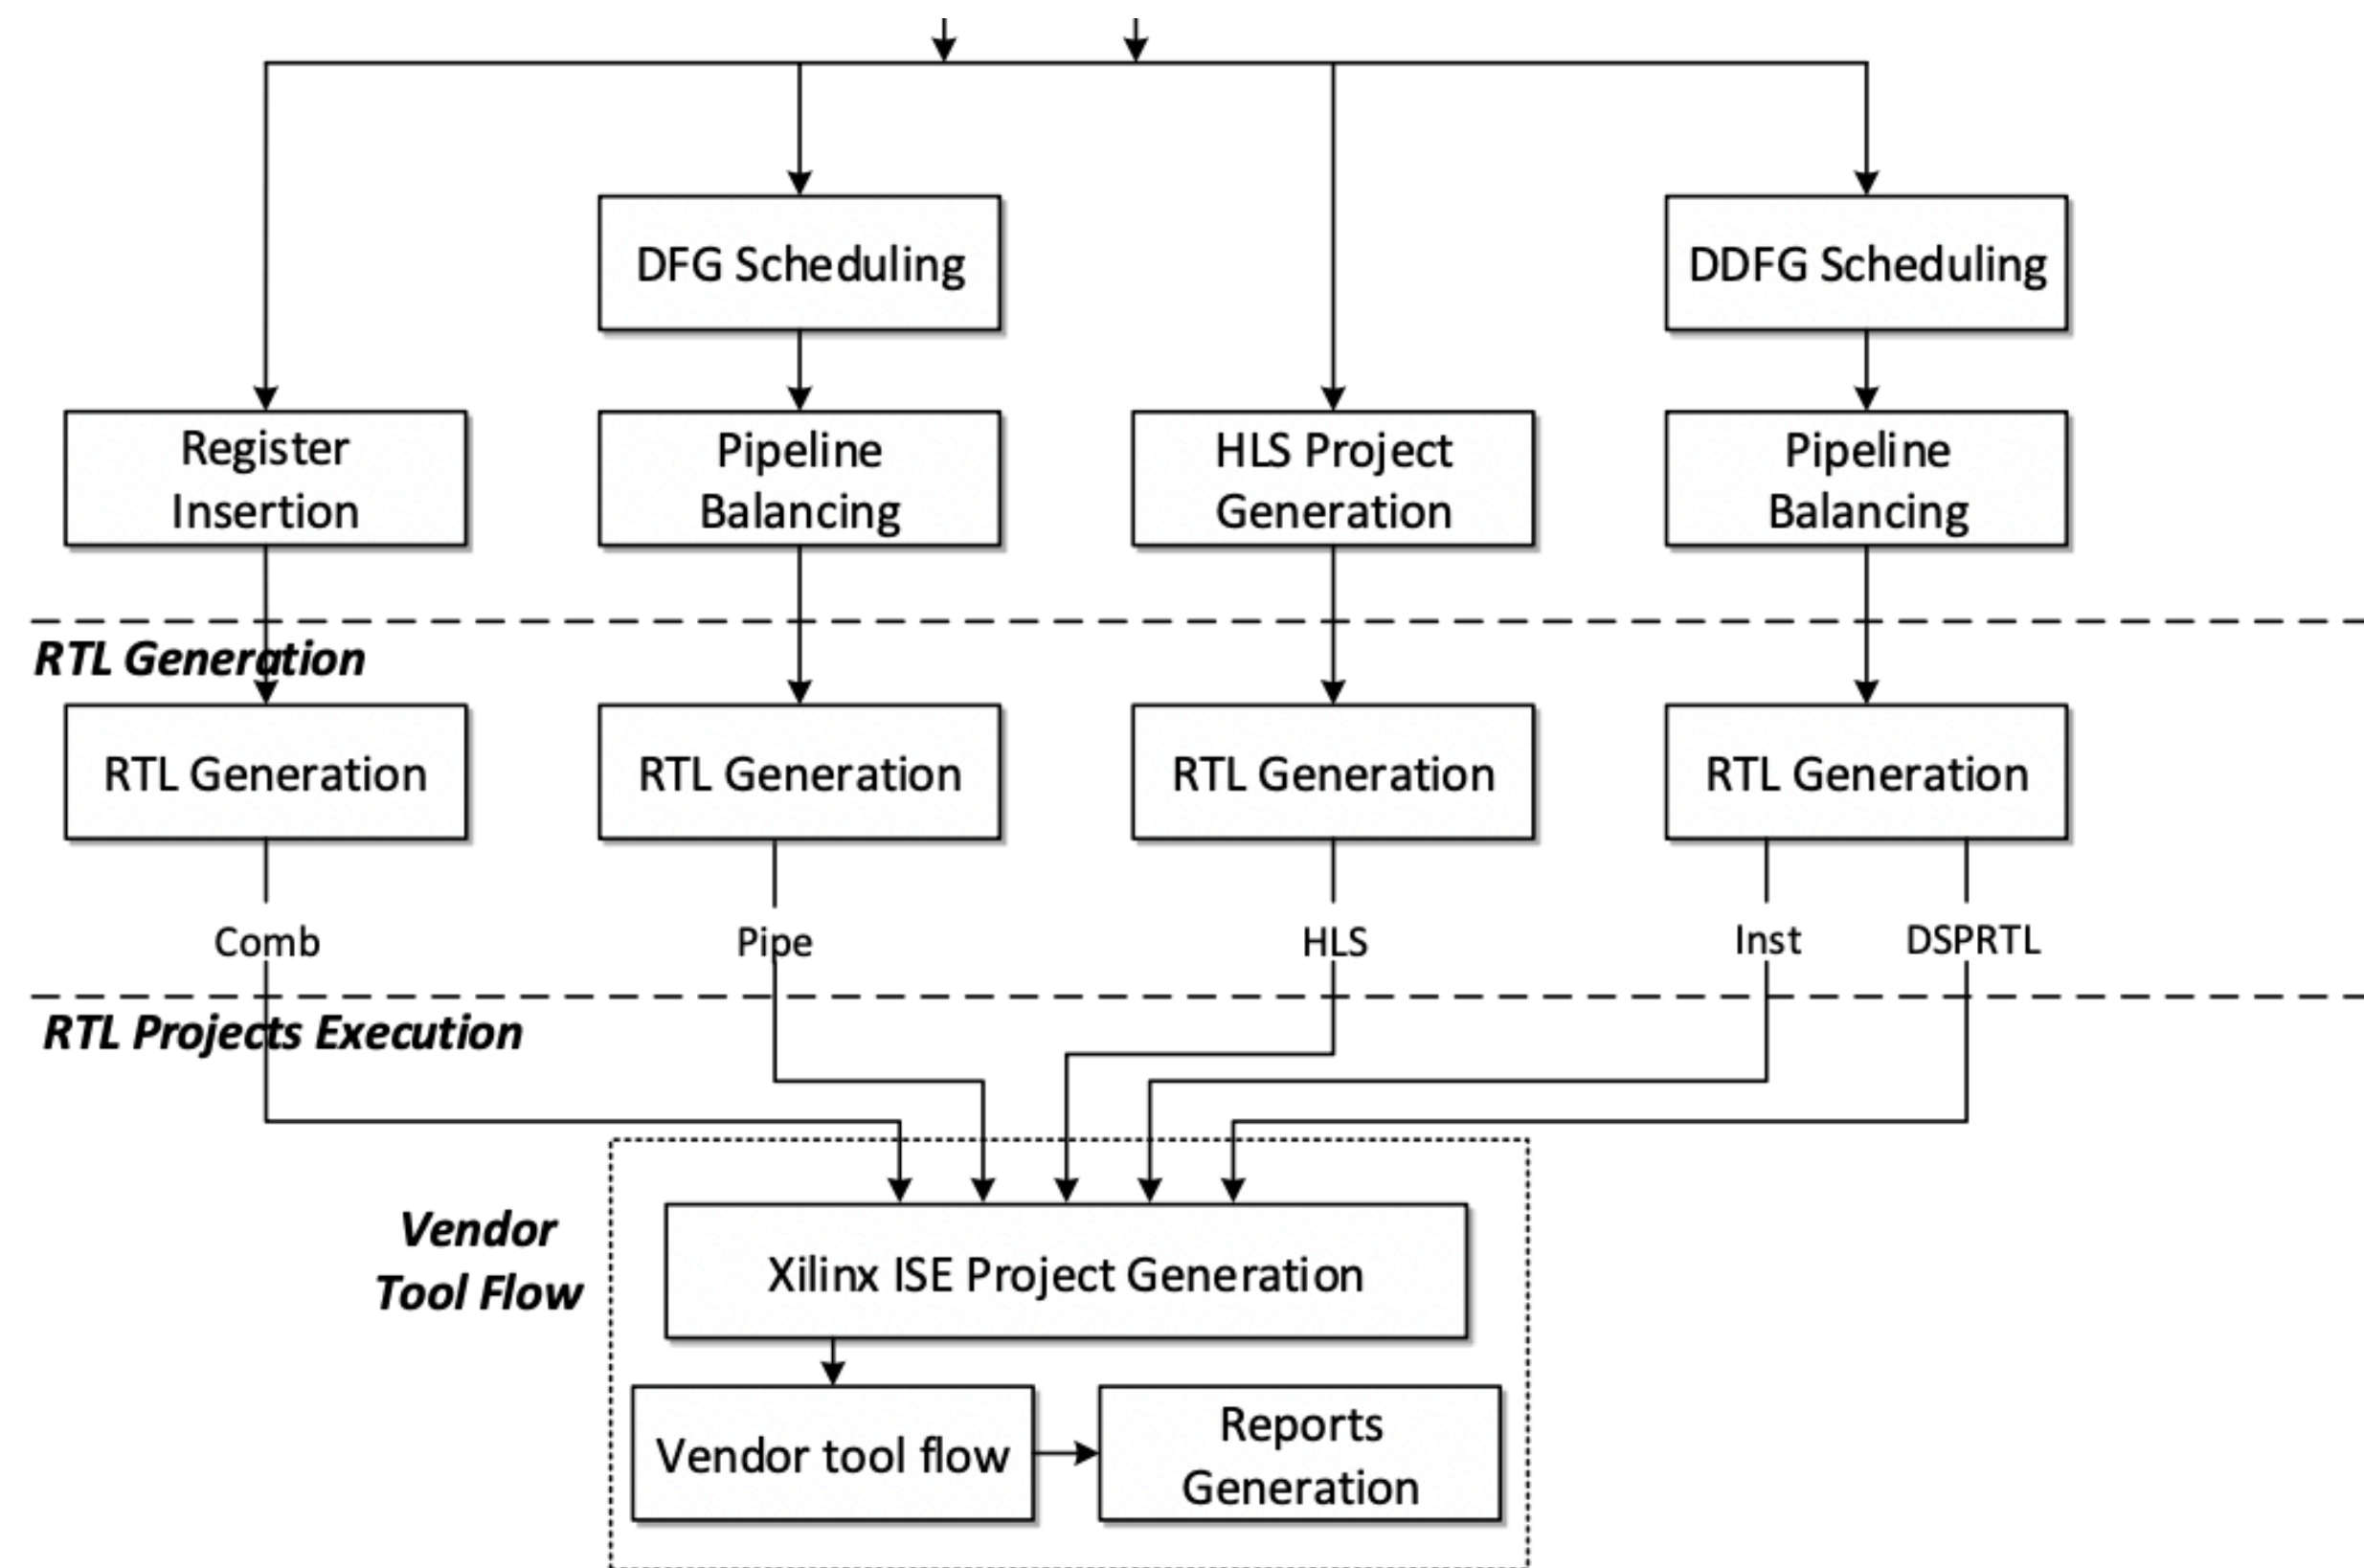 DFG Scheduling
DDFG Scheduling
Register
Insertion
Pipeline
Balancing
HLS Project
Generation
Pipeline
Balancing
RTL Generation
RTL Generation
RTL Generation
RTL Generation
RTL Generation
Comb
Pipe
HLS
Inst
DSPRTL
RTL Projects Execution
Vendor
Tool Flow
Xilinx ISE Project Generation
Vendor tool flow
Reports
Generation